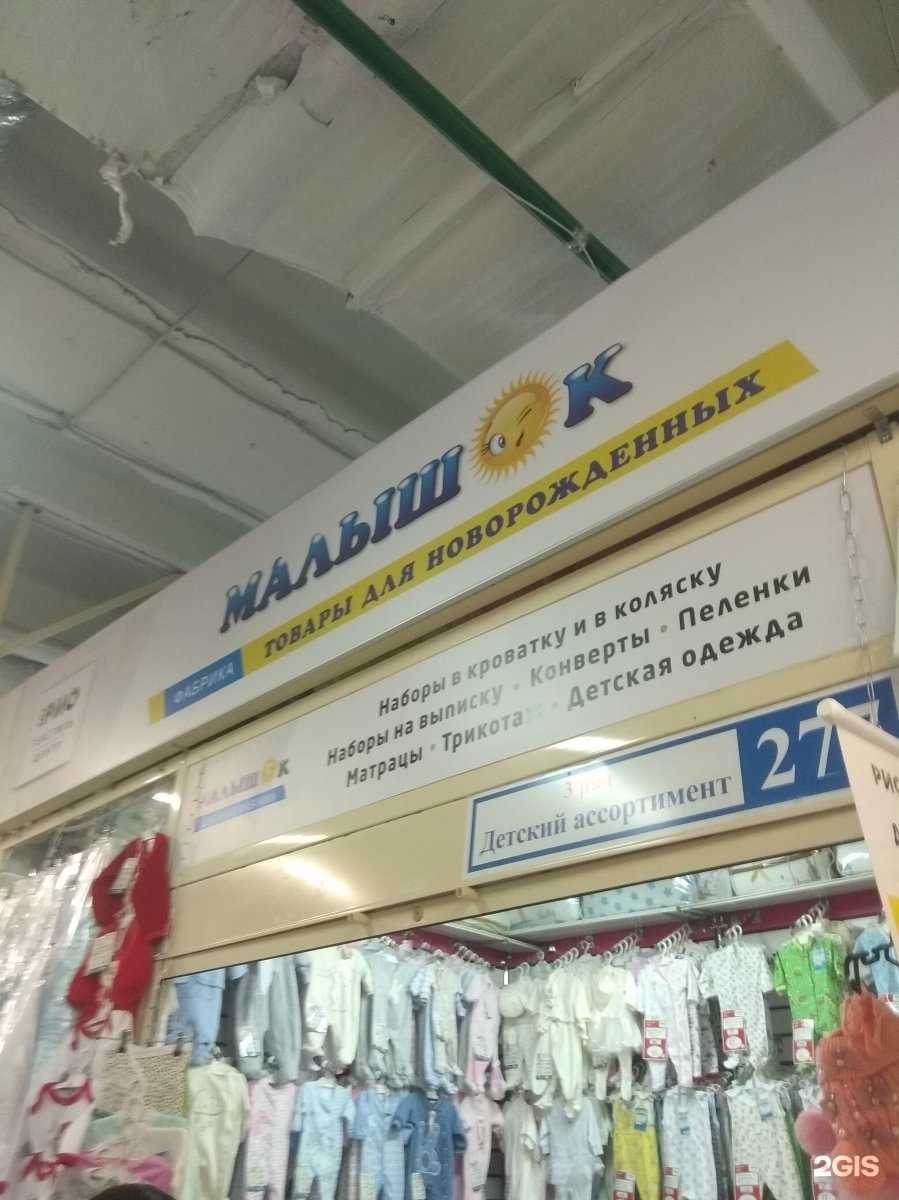 МАЛЫШОК
ФАБРИКА
ТОВАРЫ ДЛЯ НОВОРОЖДЕННЫХ
Наборы в кроватку и в коляску
Наборы на выписку • Конверты • Пеленки
Матрацы • Трикотаж • Детская одежда
МАЛЫШОК
3 ряд
Детский ассортимент
27
РИО
2GIS